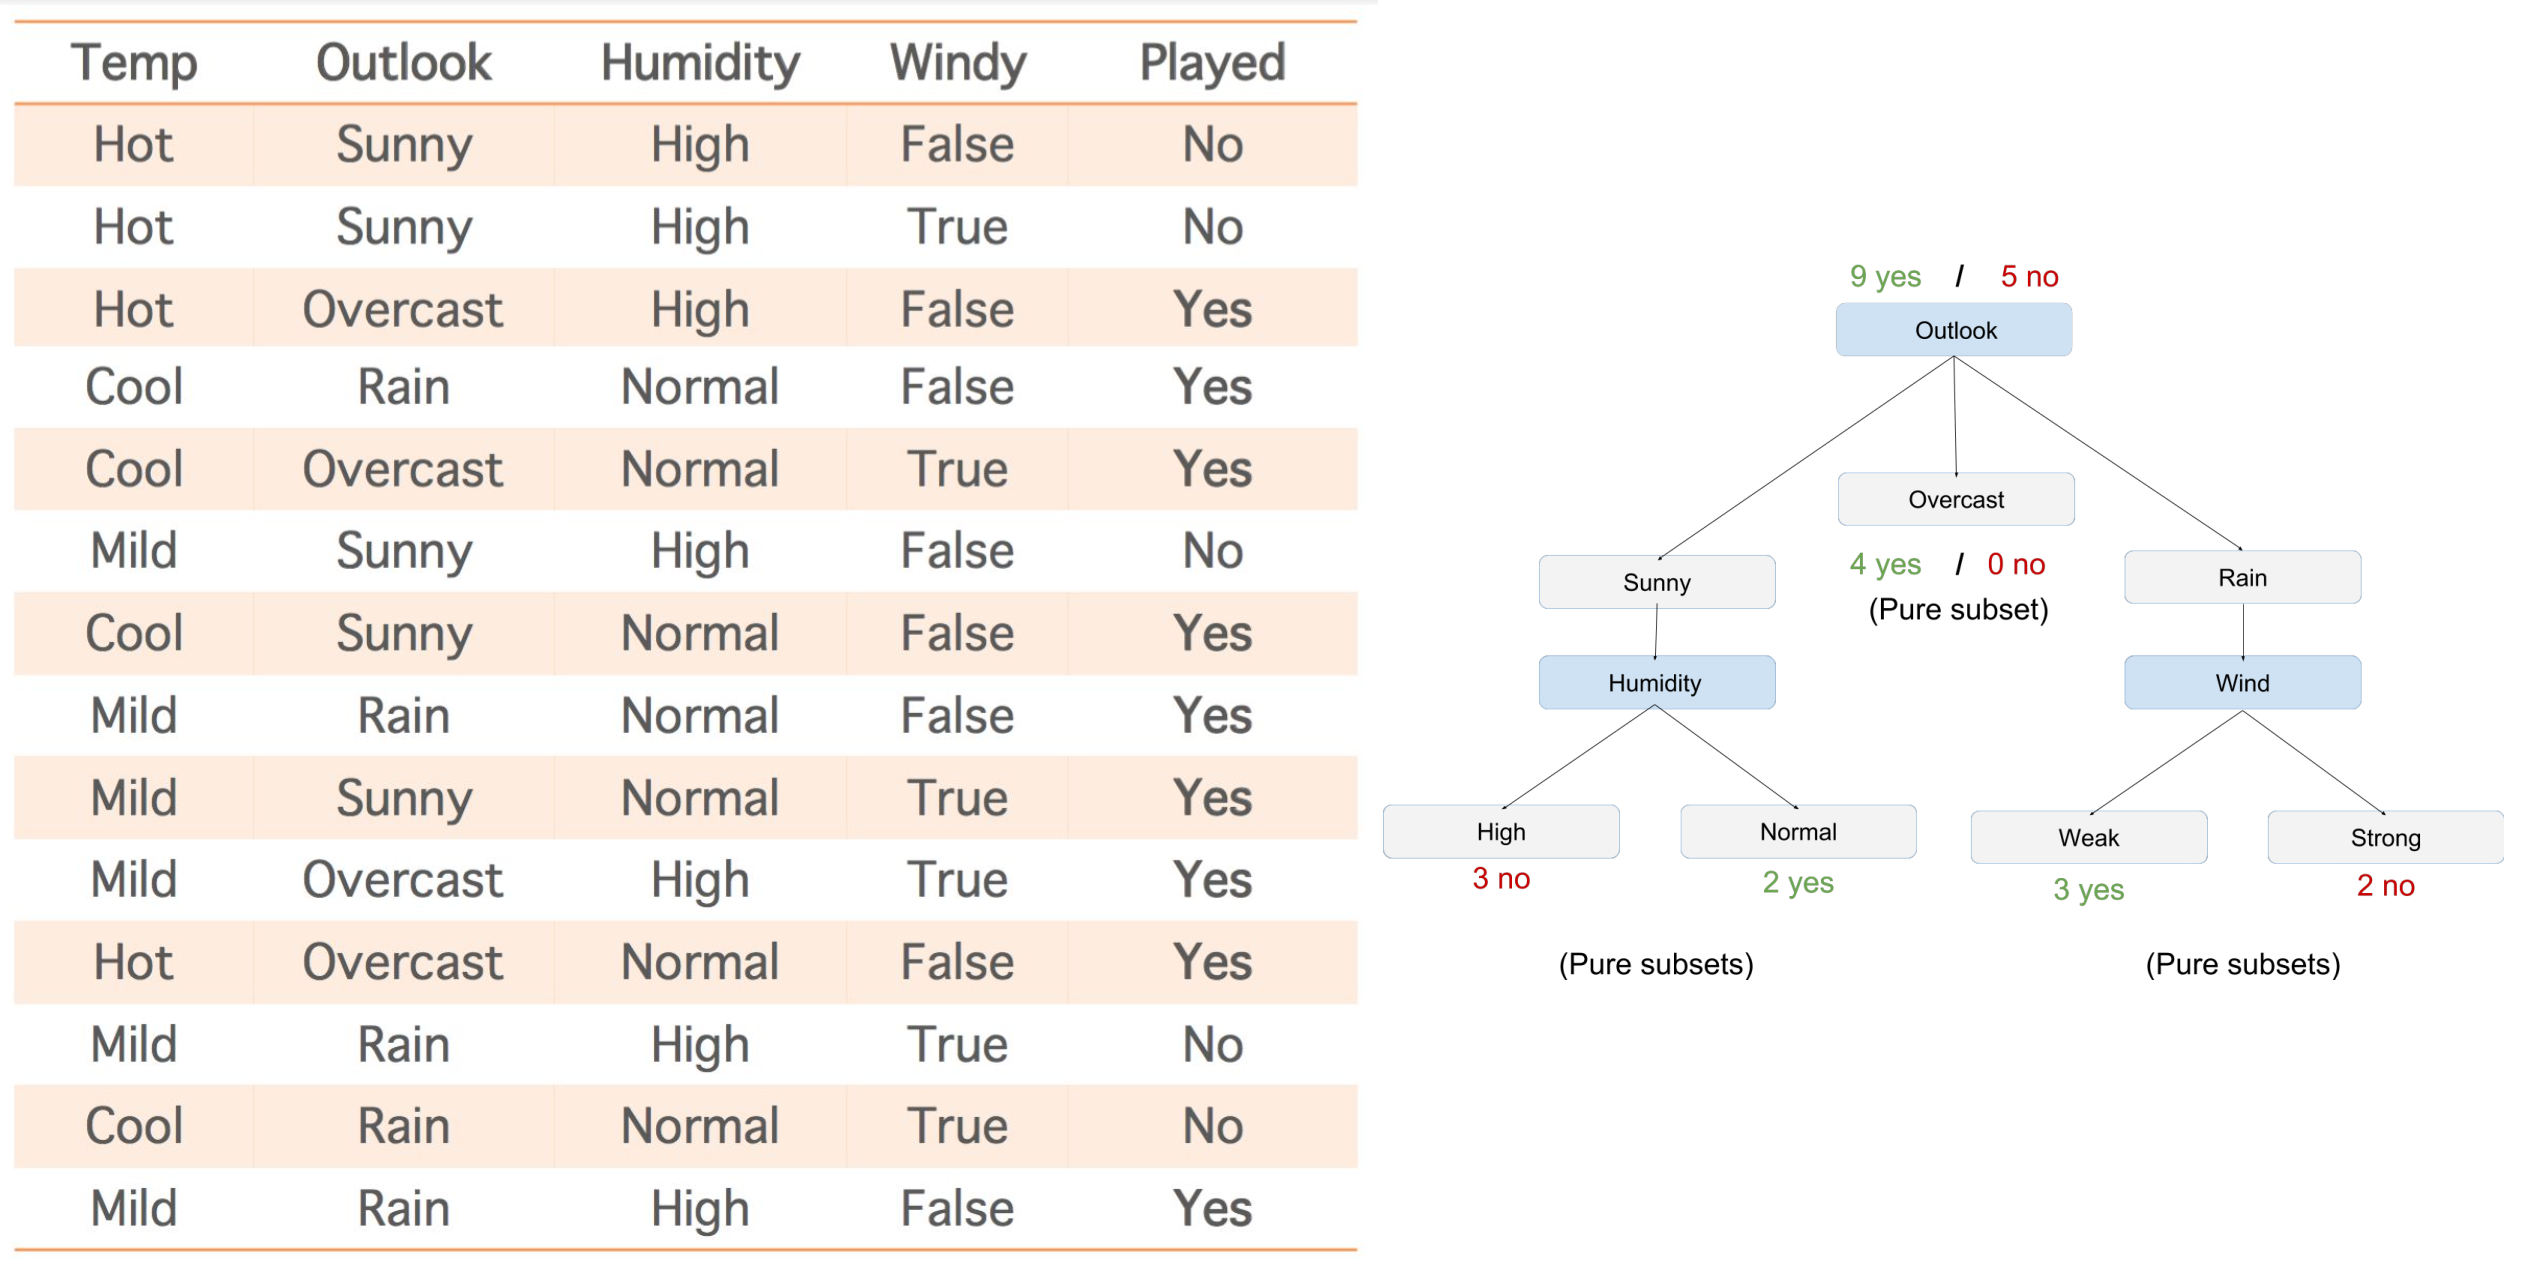 Temp Outlook Humidity Windy Played
Hot Sunny High False No
Hot Sunny High True No
Hot Overcast High False Yes
Cool Rain Normal False Yes
Cool Overcast Normal True Yes
Mild Sunny High False No
Cool Sunny Normal False Yes
Mild Rain Normal False Yes
Mild Sunny Normal True Yes
Mild Overcast High True Yes
Hot Overcast Normal False Yes
Mild Rain High True No
Cool Rain Normal True No
Mild Rain High False Yes
9 yes / 5 no
Outlook
Overcast
4 yes / 0 no
(Pure subset)
Sunny
Rain
Humidity
Wind
High
Normal
Weak
Strong
3 no
2 yes
3 yes
2 no
(Pure subsets)
(Pure subsets)